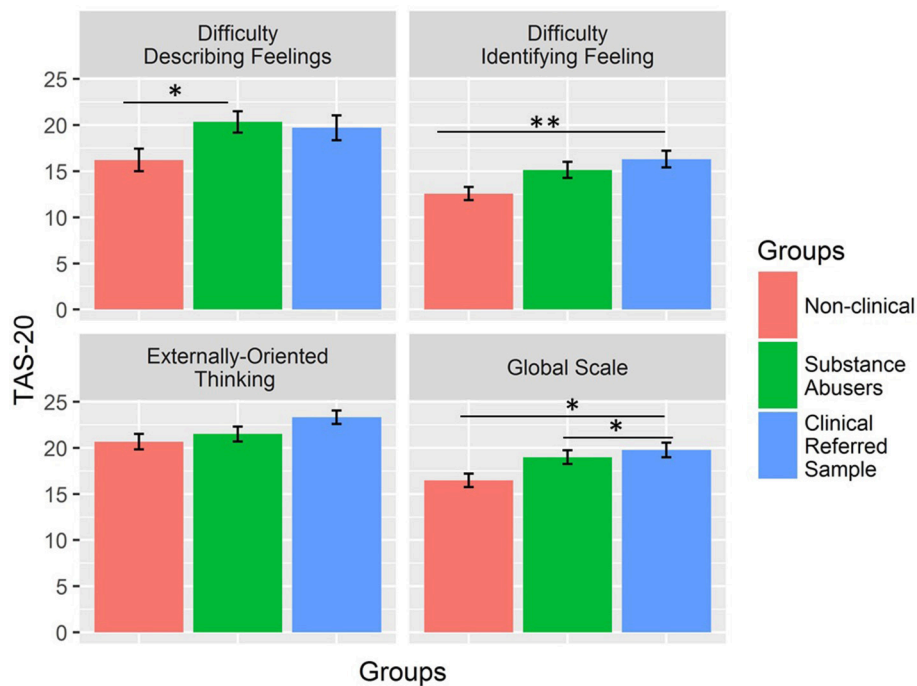 Difficulty
Describing Feelings
Difficulty
Identifying Feeling
25
20
15
10
5
0
*
**
TAS-20
Externally-Oriented
Thinking
Global Scale
25
20
15
10
5
0
*
*
Groups
Groups
Non-clinical
Substance
Abusers
Clinical
Referred
Sample